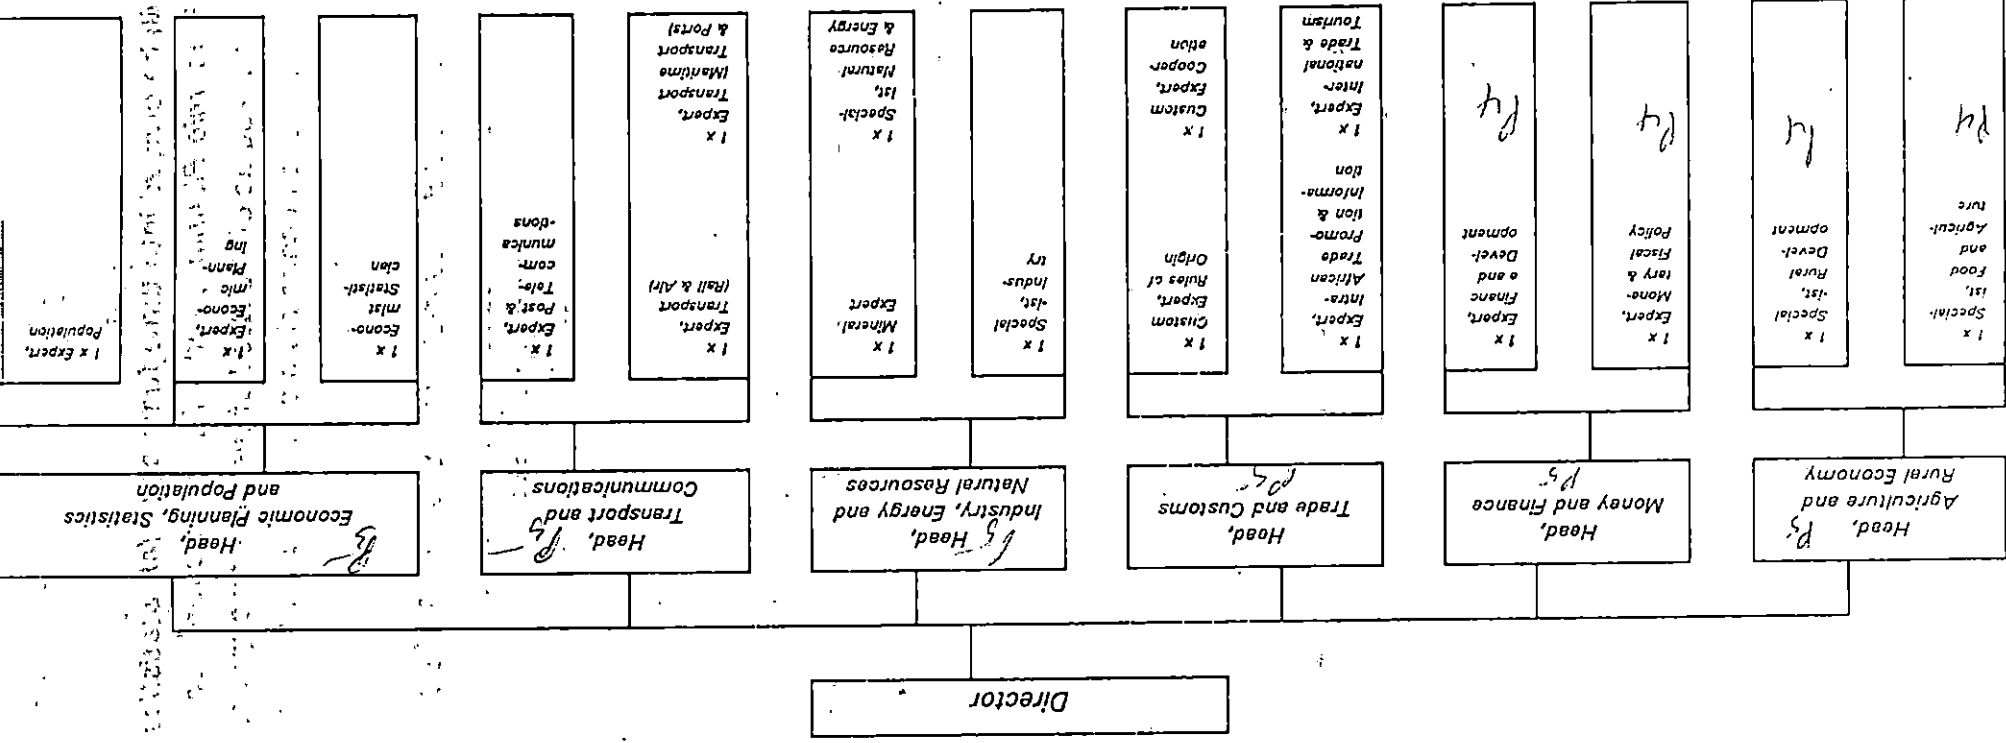 Director
Head, P5
Agriculture and
Rural Economy
Head,
Money and Finance
P5
Head,
Trade and Customs
P5
P5 Head,
Industry, Energy and
Natural Resources
Head,
Transport and P5
Communications
P5 Head,
Economic Planning, Statistics
and Population
1 x
Special-
ist,
Food
and
Agricul-
ture
P4
1 x
Special
-ist,
Rural
Devel-
opment
P4
1 x
Expert,
Mone-
tary &
Fiscal
Policy
P4
1 x
Expert,
Financ
e and
Devel-
opment
P4
1 x
Expert,
Intra-
African
Trade
Promo-
tion &
Informa-
tion
1 x
Expert,
Inter-
national
Trade &
Tourism
1 x
Custom
Expert,
Rules of
Origin
1 x
Custom
Expert,
Cooper-
ation
1 x
Special
-ist,
Indus-
try
1 x
Mineral
Expert
1 x
Special-
ist,
Natural
Resource
& Energy
1 x
Expert,
Transport
(Rail & Air)
1 x
Expert,
Transport
(Maritime
Transport
& Ports)
1 x
Expert,
Post, &
Tele-
com-
munica
-tions
1 x
Econo-
mist
Statisti-
cian
1 x
Expert,
Econo-
mic
Plann-
ing
1 x Expert,
Population